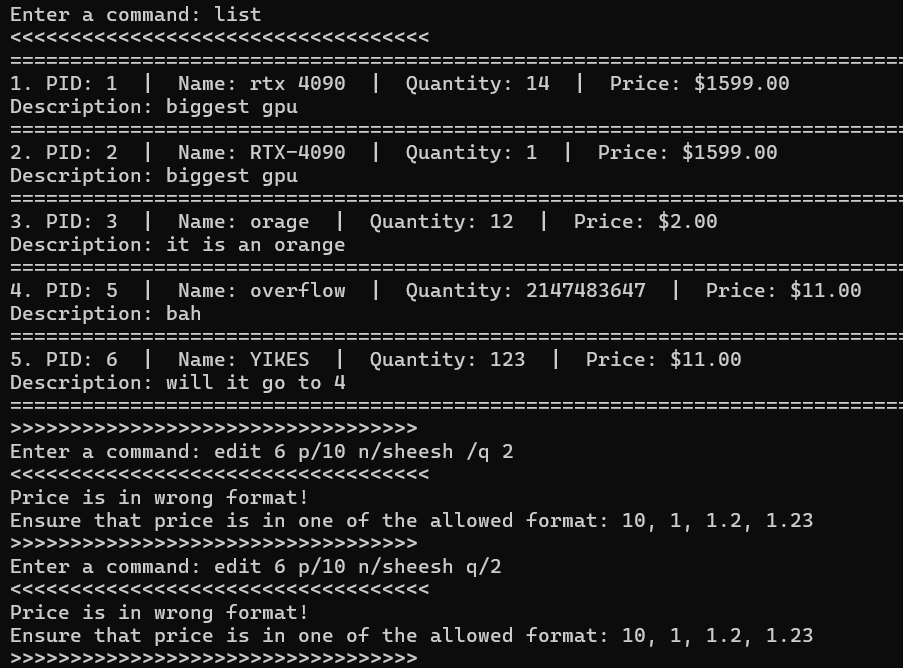 Enter a command: list
<<<<<<<<<<<<<<<<<<<<<<<<<<<<<<<<<<<
===========================================================================
1. PID: 1  |  Name: rtx 4090  |  Quantity: 14  |  Price: $1599.00
Description: biggest gpu
===========================================================================
2. PID: 2  |  Name: RTX-4090  |  Quantity: 1  |  Price: $1599.00
Description: biggest gpu
===========================================================================
3. PID: 3  |  Name: orage  |  Quantity: 12  |  Price: $2.00
Description: it is an orange
===========================================================================
4. PID: 5  |  Name: overflow  |  Quantity: 2147483647  |  Price: $11.00
Description: bah
===========================================================================
5. PID: 6  |  Name: YIKES  |  Quantity: 123  |  Price: $11.00
Description: will it go to 4
===========================================================================
>>>>>>>>>>>>>>>>>>>>>>>>>>>>>>>>>>
Enter a command: edit 6 p/10 n/sheesh /q 2
<<<<<<<<<<<<<<<<<<<<<<<<<<<<<<<<<<<
Price is in wrong format!
Ensure that price is in one of the allowed format: 10, 1, 1.2, 1.23
>>>>>>>>>>>>>>>>>>>>>>>>>>>>>>>>>>
Enter a command: edit 6 p/10 n/sheesh q/2
<<<<<<<<<<<<<<<<<<<<<<<<<<<<<<<<<<<
Price is in wrong format!
Ensure that price is in one of the allowed format: 10, 1, 1.2, 1.23
>>>>>>>>>>>>>>>>>>>>>>>>>>>>>>>>>>